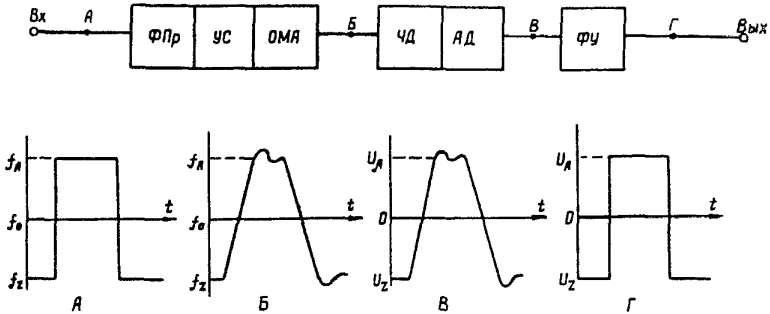 Вх А Б В Г Вых
ФПр УС ОМА ЧД АД ФУ
f_A f_0 f_Z t А
f_A f_0 f_Z t Б
U_A 0 U_Z t В
U_A 0 U_Z t Г